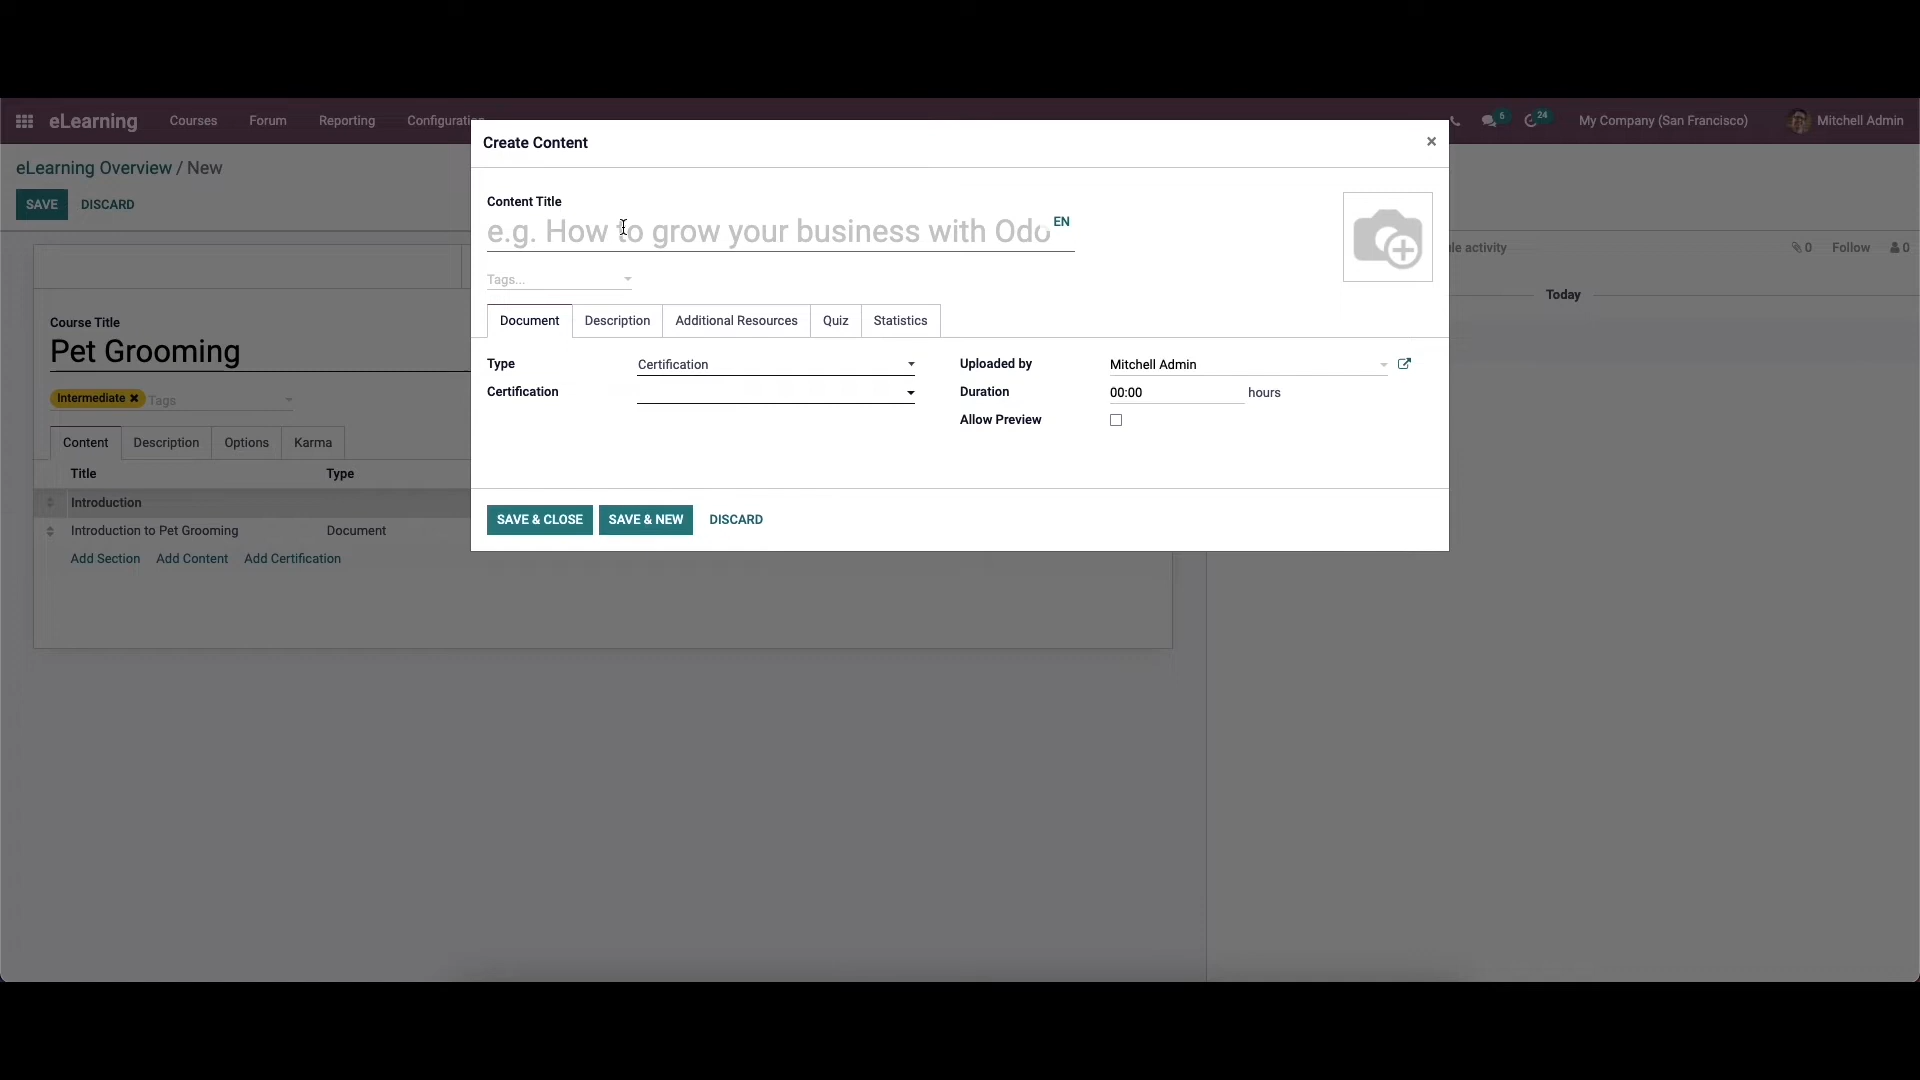 eLearning Courses Forum Reporting Configuratio 6 24 My Company (San Francisco) Mitchell Admin
eLearning Overview / New
SAVE DISCARD
Create Content ×
Content Title
e.g. How to grow your business with Odo EN
Tags...
Document Description Additional Resources Quiz Statistics
Type Certification Uploaded by Mitchell Admin
Certification Duration 00:00 hours
Allow Preview
SAVE & CLOSE SAVE & NEW DISCARD
Course Title
Pet Grooming
Intermediate × Tags
Content Description Options Karma
Title Type
Introduction
Introduction to Pet Grooming Document
Add Section Add Content Add Certification
le activity 0 Follow 0
Today